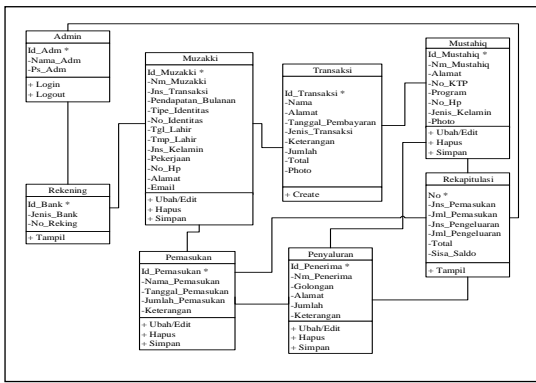 Admin
Id_Adm *
-Nama_Adm
-Ps_Adm
+ Login
+ Logout
Muzakki
Id_Muzakki *
-Nm_Muzakki
-Jns_Transaksi
-Pendapatan_Bulanan
-Tipe_Identitas
-No_Identitas
-Tgl_Lahir
-Tmp_Lahir
-Jns_Kelamin
-Pekerjaan
-No_Hp
-Alamat
-Email
+ Ubah/Edit
+ Hapus
+ Simpan
Transaksi
Id_Transaksi *
-Nama
-Alamat
-Tanggal_Pembayaran
-Jenis_Transaksi
-Keterangan
-Jumlah
-Total
-Photo
+ Create
Mustahiq
Id_Mustahiq *
-Nm_Mustahiq
-Alamat
-No_KTP
-Program
-No_Hp
-Jenis_Kelamin
-Photo
+ Ubah/Edit
+ Hapus
+ Simpan
Rekening
Id_Bank *
-Jenis_Bank
-No_Reking
+ Tampil
Rekapitulasi
No *
-Jns_Pemasukan
-Jml_Pemasukan
-Jns_Pengeluaran
-Jml_Pengeluaran
-Total
-Sisa_Saldo
+ Tampil
Pemasukan
Id_Pemasukan *
-Nama_Pemasukan
-Tanggal_Pemasukan
-Jumlah_Pemasukan
-Keterangan
+ Ubah/Edit
+ Hapus
+ Simpan
Penyaluran
Id_Penerima *
-Nm_Penerima
-Golongan
-Alamat
-Jumlah
-Keterangan
+ Ubah/Edit
+ Hapus
+ Simpan